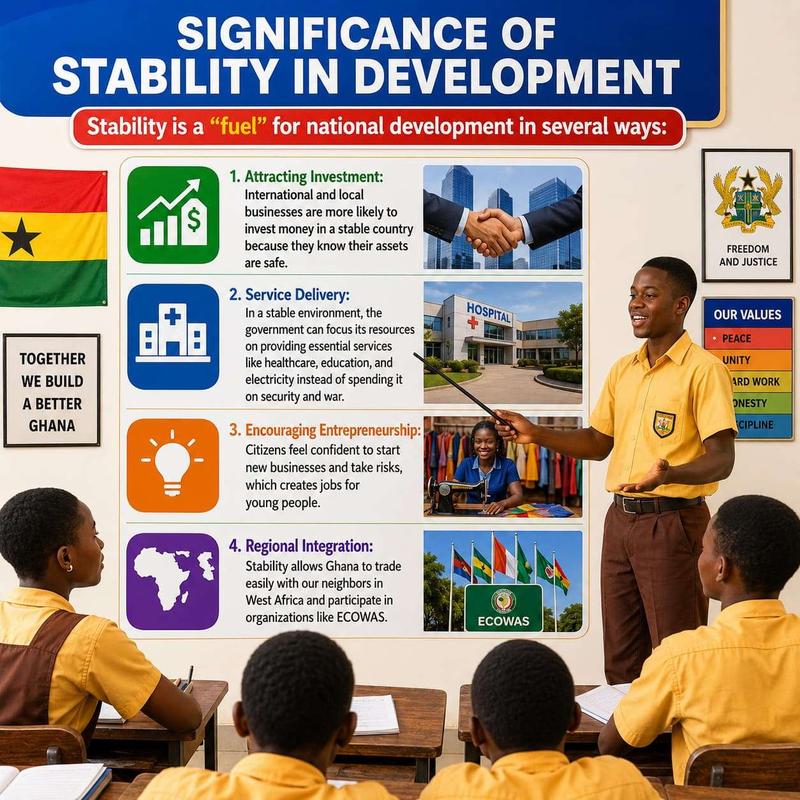 SIGNIFICANCE OF
STABILITY IN DEVELOPMENT
Stability is a “fuel” for national development in several ways:
1. Attracting Investment:
International and local
businesses are more likely to
invest money in a stable country
because they know their assets
are safe.
$
2. Service Delivery:
In a stable environment, the
government can focus its resources
on providing essential services
like healthcare, education, and
electricity instead of spending it
on security and war.
HOSPITAL
3. Encouraging Entrepreneurship:
Citizens feel confident to start
new businesses and take risks,
which creates jobs for
young people.
4. Regional Integration:
Stability allows Ghana to trade
easily with our neighbors in
West Africa and participate in
organizations like ECOWAS.
ECOWAS
TOGETHER
WE BUILD
A BETTER
GHANA
FREEDOM
AND JUSTICE
OUR VALUES
PEACE
UNITY
ARD WORK
ONESTY
CIPLINE